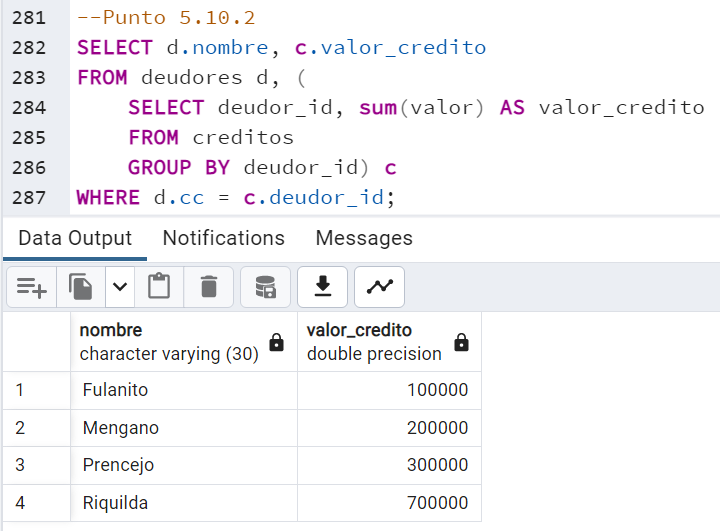 281 --Punto 5.10.2
282 SELECT d.nombre, c.valor_credito
283 FROM deudores d, (
284 SELECT deudor_id, sum(valor) AS valor_credito
285 FROM creditos
286 GROUP BY deudor_id) c
287 WHERE d.cc = c.deudor_id;
Data Output Notifications Messages
nombre valor_credito
character varying (30) double precision
1 Fulanito 100000
2 Mengano 200000
3 Prencejo 300000
4 Riquilda 700000